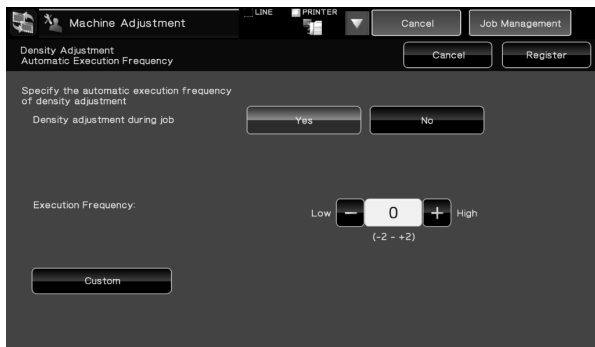 Machine Adjustment
LINE
PRINTER
Cancel
Job Management
Density Adjustment
Automatic Execution Frequency
Cancel
Register
Specify the automatic execution frequency
of density adjustment
Density adjustment during job
Yes
No
Execution Frequency:
Low
−
0
+
High
(-2 - +2)
Custom